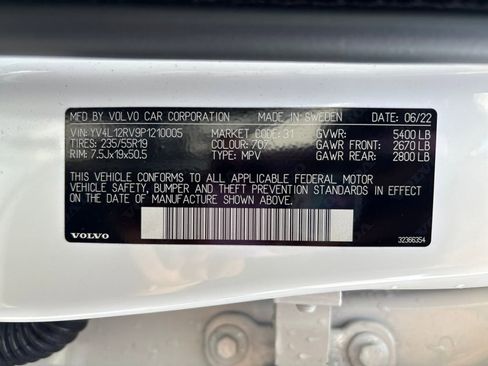 MFD BY VOLVO CAR CORPORATION MADE IN SWEDEN DATE: 06/22
VIN: YV4L12RV9P1210005 MARKET CODE: 31 GVWR: 5400 LB
TIRES: 235/55R19 COLOUR: 707 GAWR FRONT: 2670 LB
RIM: 7.5Jx19x50.5 TYPE: MPV GAWR REAR: 2800 LB
THIS VEHICLE CONFORMS TO ALL APPLICABLE FEDERAL MOTOR
VEHICLE SAFETY, BUMPER AND THEFT PREVENTION STANDARDS IN EFFECT
ON THE DATE OF MANUFACTURE SHOWN ABOVE.
VOLVO 32366354